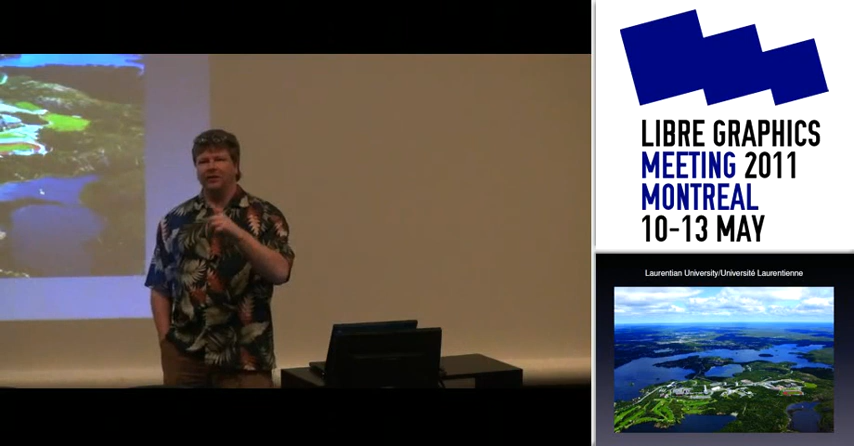 LIBRE GRAPHICS
MEETING 2011
MONTREAL
10-13 MAY
Laurentian University/Université Laurentienne